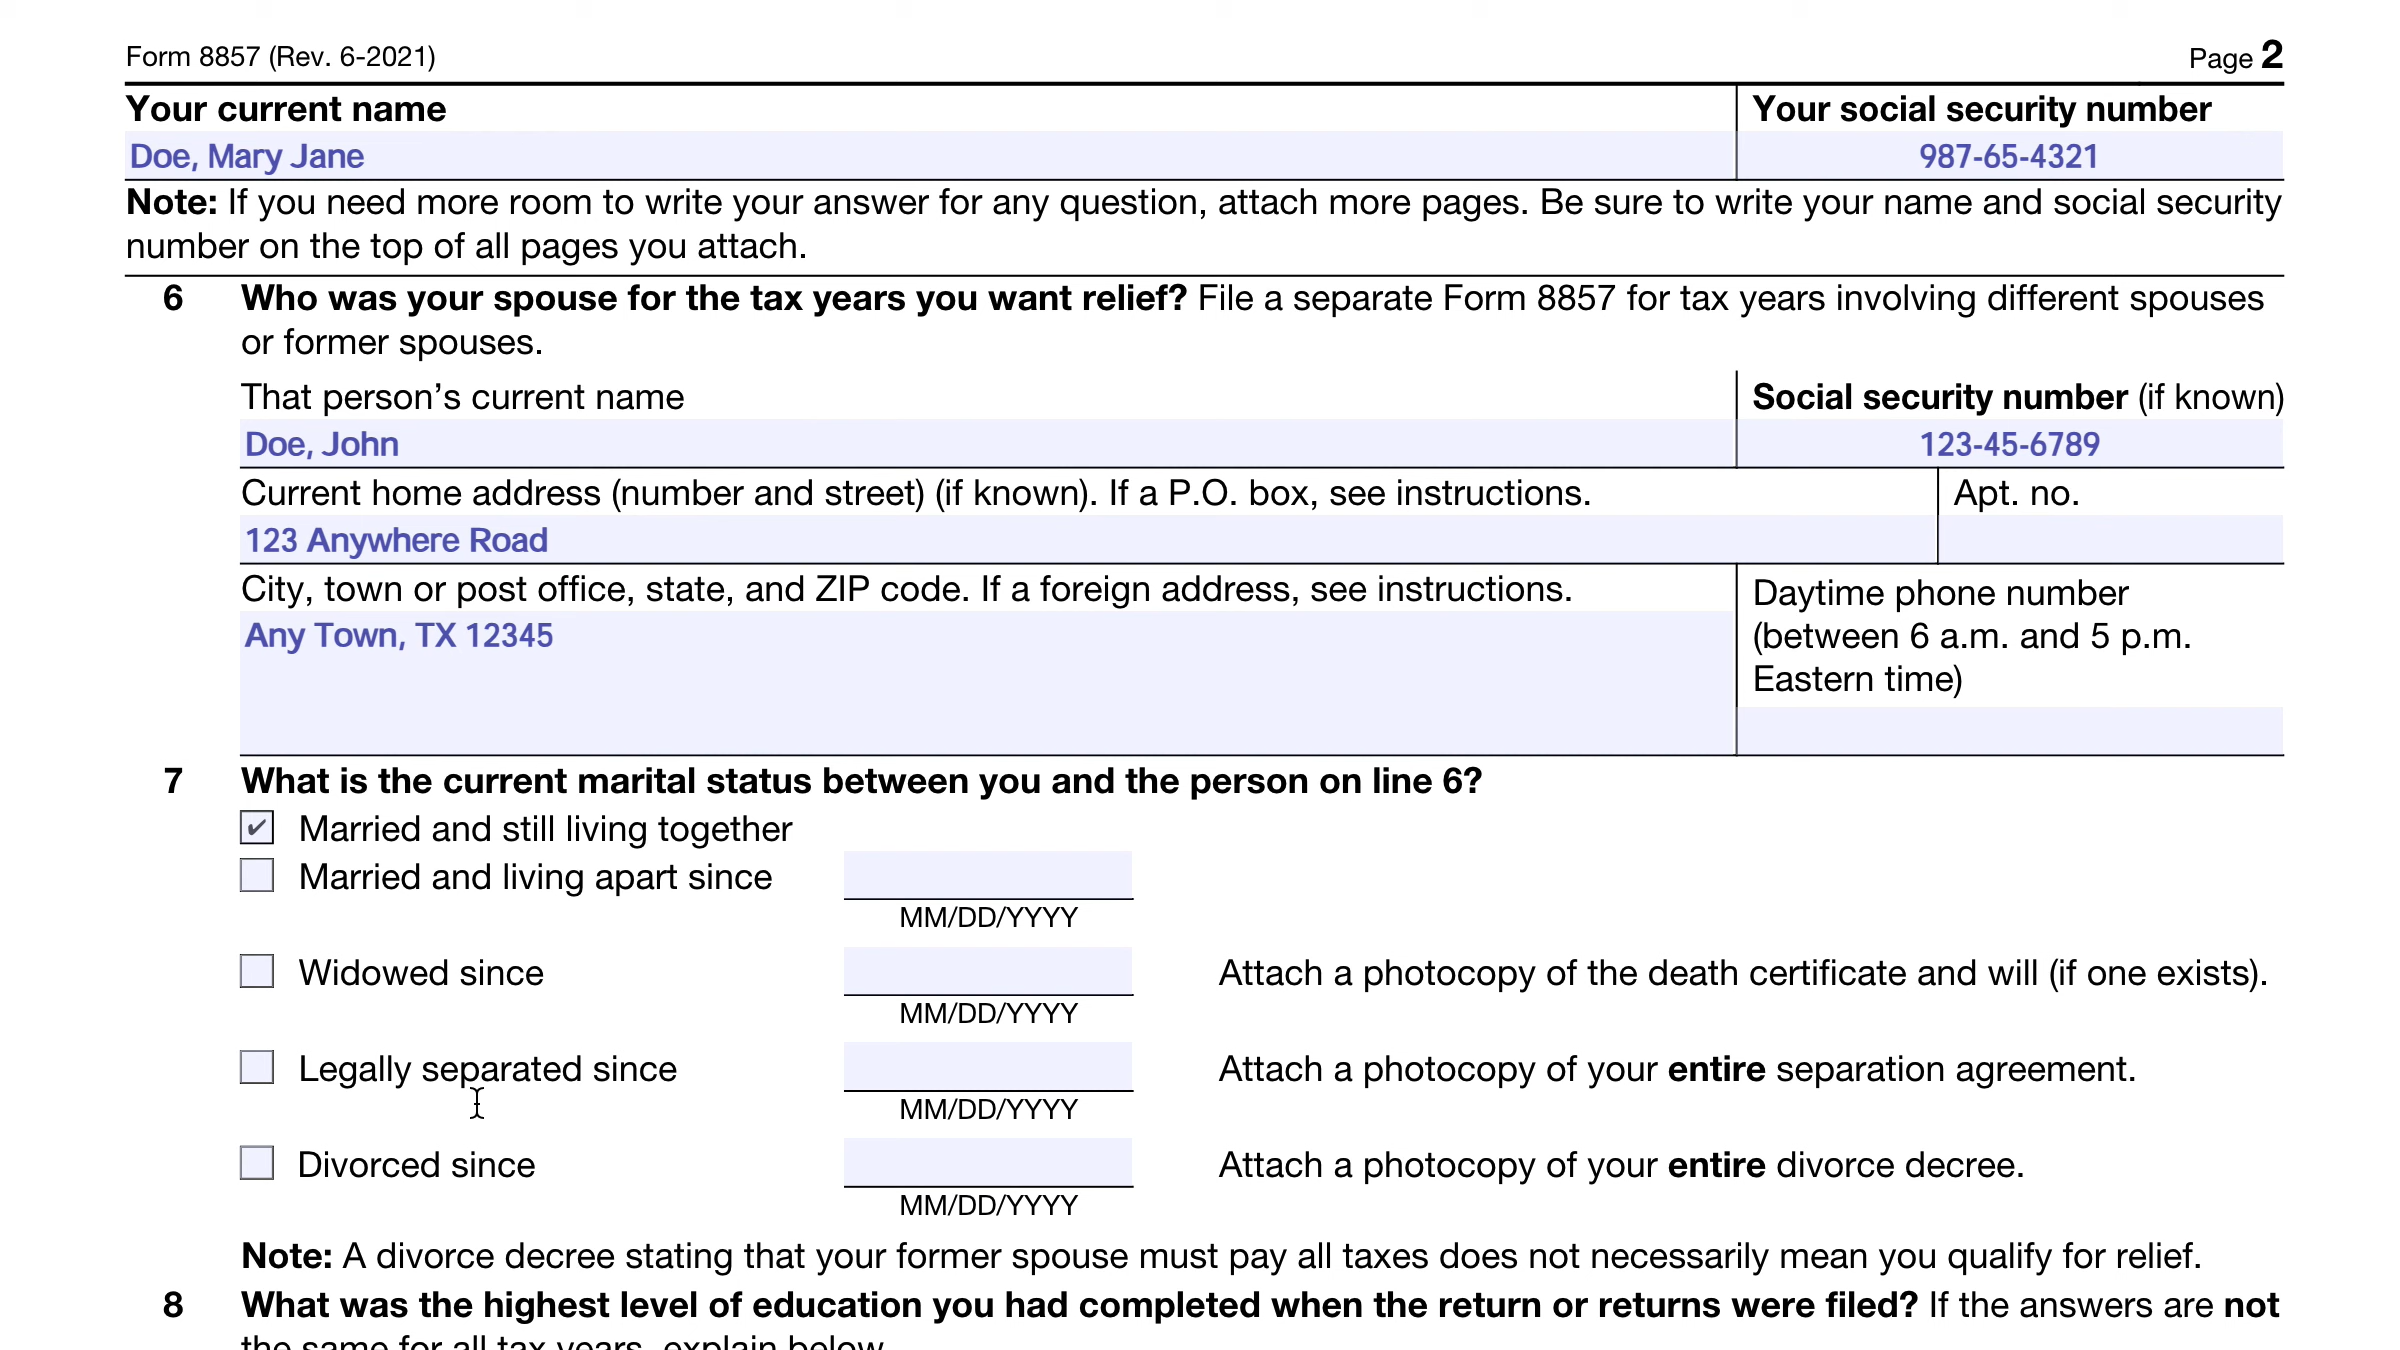 Form 8857 (Rev. 6-2021) Page 2
Your current name Your social security number
Doe, Mary Jane 987-65-4321
Note: If you need more room to write your answer for any question, attach more pages. Be sure to write your name and social security
number on the top of all pages you attach.
6 Who was your spouse for the tax years you want relief? File a separate Form 8857 for tax years involving different spouses
or former spouses.
That person's current name Social security number (if known)
Doe, John 123-45-6789
Current home address (number and street) (if known). If a P.O. box, see instructions. Apt. no.
123 Anywhere Road
City, town or post office, state, and ZIP code. If a foreign address, see instructions.
Any Town, TX 12345
Daytime phone number
(between 6 a.m. and 5 p.m.
Eastern time)
7 What is the current marital status between you and the person on line 6?
✔ Married and still living together
Married and living apart since
MM/DD/YYYY
Widowed since Attach a photocopy of the death certificate and will (if one exists).
MM/DD/YYYY
Legally separated since Attach a photocopy of your entire separation agreement.
MM/DD/YYYY
Divorced since Attach a photocopy of your entire divorce decree.
MM/DD/YYYY
Note: A divorce decree stating that your former spouse must pay all taxes does not necessarily mean you qualify for relief.
8 What was the highest level of education you had completed when the return or returns were filed? If the answers are not
the same for all tax years, explain below